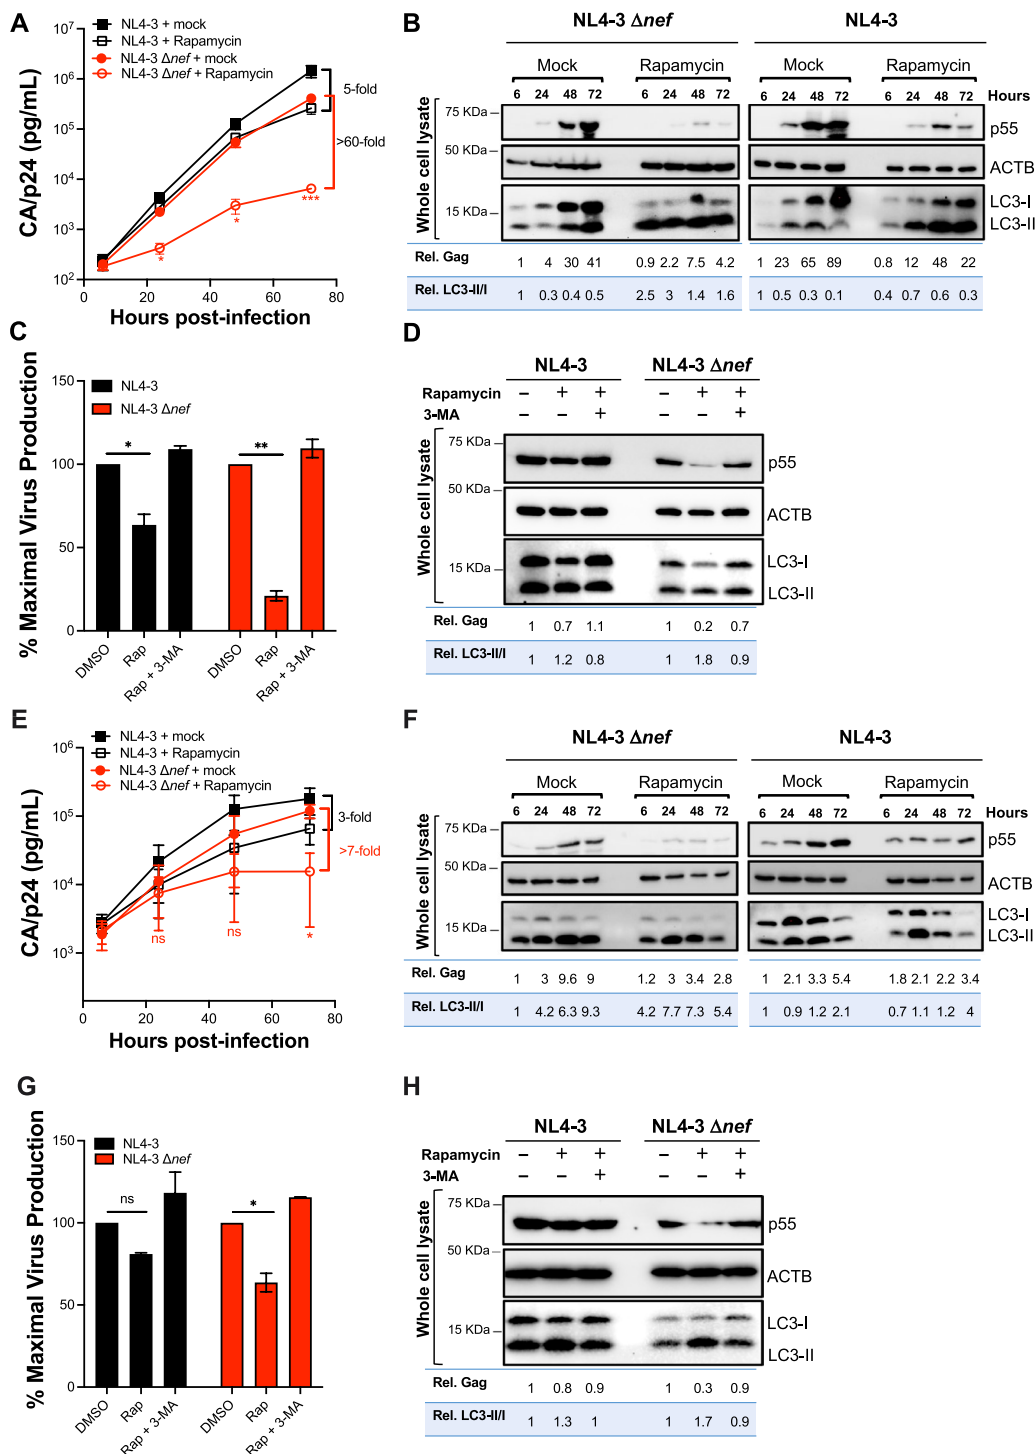 A
NL4-3 + mock
NL4-3 + Rapamycin
NL4-3 Δnef + mock
NL4-3 Δnef + Rapamycin
CA/p24 (pg/mL)
10^7
10^6
10^5
10^4
10^3
10^2
5-fold
>60-fold
*
*
***
0 20 40 60 80
Hours post-infection
B
NL4-3 Δnef NL4-3
Mock Rapamycin Mock Rapamycin
6 24 48 72 6 24 48 72 6 24 48 72 6 24 48 72 Hours
Whole cell lysate
75 KDa
p55
50 KDa
ACTB
LC3-I
15 KDa
LC3-II
Rel. Gag 1 4 30 41 0.9 2.2 7.5 4.2 1 23 65 89 0.8 12 48 22
Rel. LC3-II/I 1 0.3 0.4 0.5 2.5 3 1.4 1.6 1 0.5 0.3 0.1 0.4 0.7 0.6 0.3
C
NL4-3
NL4-3 Δnef
% Maximal Virus Production
150
100
50
0
* **
DMSO Rap Rap + 3-MA DMSO Rap Rap + 3-MA
D
NL4-3 NL4-3 Δnef
Rapamycin – + + – + +
3-MA + +
Whole cell lysate
75 KDa
p55
50 KDa
ACTB
LC3-I
15 KDa
LC3-II
Rel. Gag 1 0.7 1.1 1 0.2 0.7
Rel. LC3-II/I 1 1.2 0.8 1 1.8 0.9
E
NL4-3 + mock
NL4-3 + Rapamycin
NL4-3 Δnef + mock
NL4-3 Δnef + Rapamycin
CA/p24 (pg/mL)
10^6
10^5
10^4
10^3
3-fold
>7-fold
ns ns *
0 20 40 60 80
Hours post-infection
F
NL4-3 Δnef NL4-3
Mock Rapamycin Mock Rapamycin
6 24 48 72 6 24 48 72 6 24 48 72 6 24 48 72 Hours
Whole cell lysate
75 KDa
p55
50 KDa
ACTB
LC3-I
15 KDa
LC3-II
Rel. Gag 1 3 9.6 9 1.2 3 3.4 2.8 1 2.1 3.3 5.4 1.8 2.1 2.2 3.4
Rel. LC3-II/I 1 4.2 6.3 9.3 4.2 7.7 7.3 5.4 1 0.9 1.2 2.1 0.7 1.1 1.2 4
G
NL4-3
NL4-3 Δnef
% Maximal Virus Production
150
100
50
0
ns *
DMSO Rap Rap + 3-MA DMSO Rap Rap + 3-MA
H
NL4-3 NL4-3 Δnef
Rapamycin – + + – + +
3-MA + +
Whole cell lysate
75 KDa
p55
50 KDa
ACTB
LC3-I
15 KDa
LC3-II
Rel. Gag 1 0.8 0.9 1 0.3 0.9
Rel. LC3-II/I 1 1.3 1 1 1.7 0.9